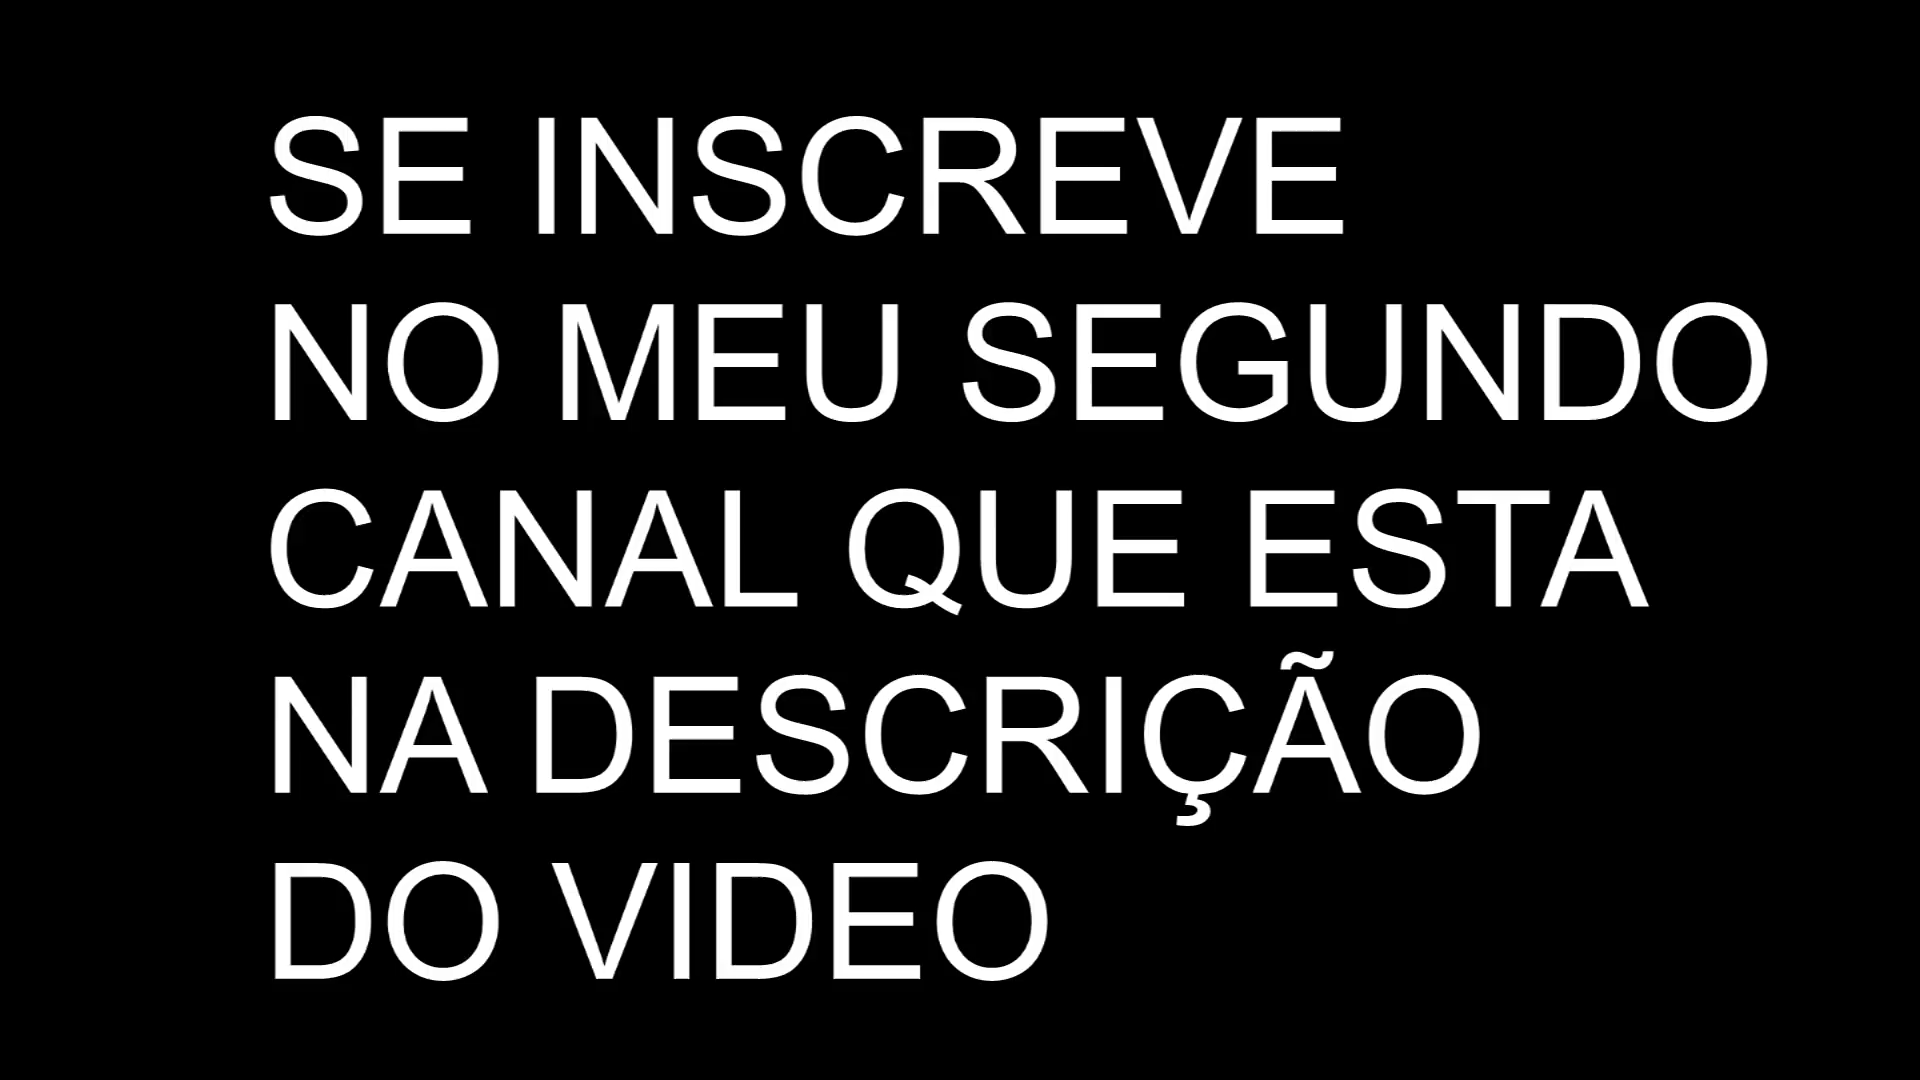 SE INSCREVE
NO MEU SEGUNDO
CANAL QUE ESTA
NA DESCRIÇÃO
DO VIDEO